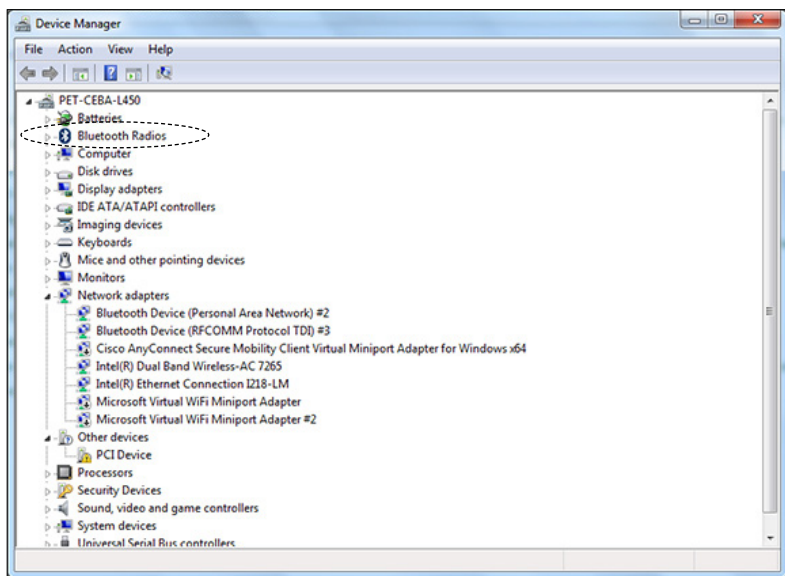 Device Manager
File Action View Help
PET-CEBA-L450
Batteries
Bluetooth Radios
Computer
Disk drives
Display adapters
IDE ATA/ATAPI controllers
Imaging devices
Keyboards
Mice and other pointing devices
Monitors
Network adapters
Bluetooth Device (Personal Area Network) #2
Bluetooth Device (RFCOMM Protocol TDI) #3
Cisco AnyConnect Secure Mobility Client Virtual Miniport Adapter for Windows x64
Intel(R) Dual Band Wireless-AC 7265
Intel(R) Ethernet Connection I218-LM
Microsoft Virtual WiFi Miniport Adapter
Microsoft Virtual WiFi Miniport Adapter #2
Other devices
PCI Device
Processors
Security Devices
Sound, video and game controllers
System devices
Universal Serial Bus controllers